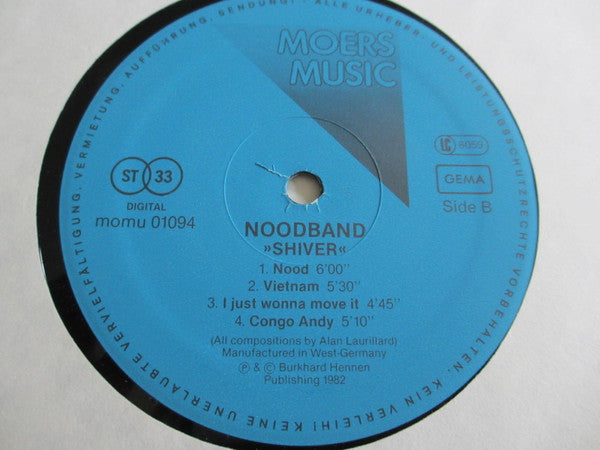 MOERS
MUSIC
ST 33
DIGITAL
momu 01094
LC 6059
GEMA
Side B
NOODBAND
»SHIVER«
1. Nood 6'00''
2. Vietnam 5'30''
3. I just wonna move it 4'45''
4. Congo Andy 5'10''
(All compositions by Alan Laurillard)
Manufactured in West-Germany
Ⓟ & © Burkhard Hennen
Publishing 1982
ALLE URHEBER- UND LEISTUNGSSCHUTZRECHTE VORBEHALTEN. KEIN VERLEIH! KEINE UNERLAUBTE VERVIELFÄLTIGUNG, VERMIETUNG, AUFFÜHRUNG, SENDUNG!